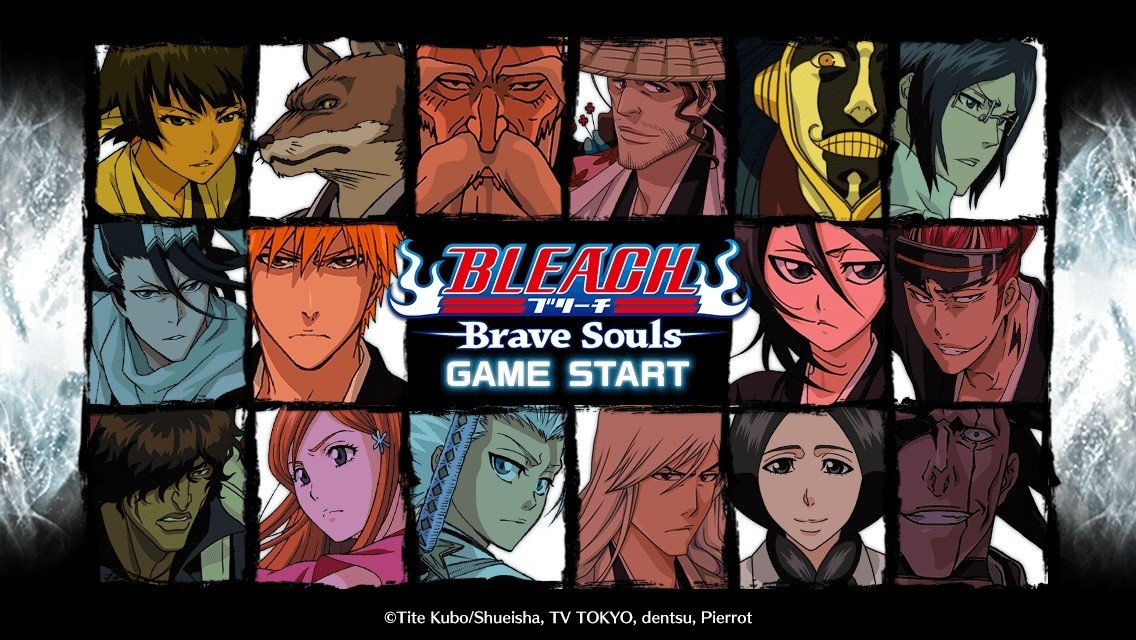 BLEACH
ブリーチ
Brave Souls
GAME START
©Tite Kubo/Shueisha, TV TOKYO, dentsu, Pierrot